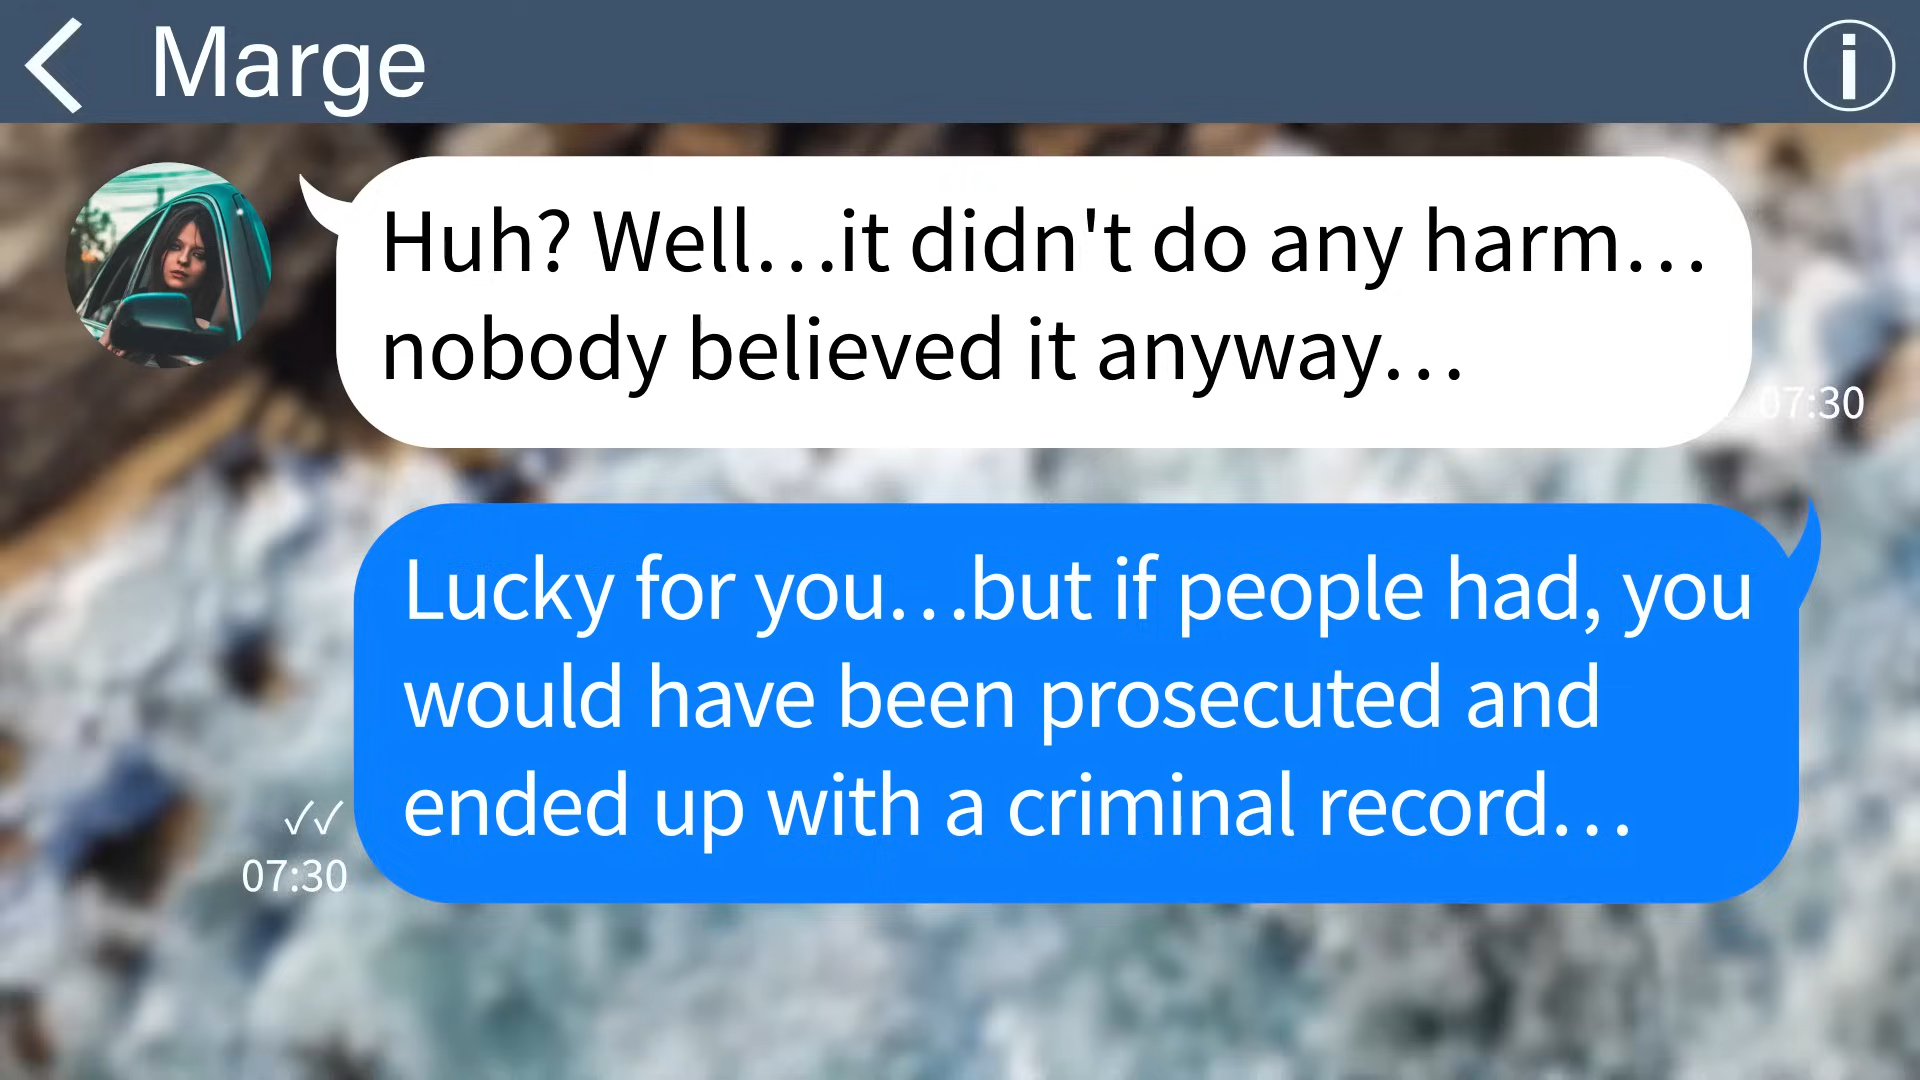 Marge
Huh? Well…it didn't do any harm…
nobody believed it anyway…
07:30
Lucky for you…but if people had, you
would have been prosecuted and
ended up with a criminal record…
✓✓
07:30